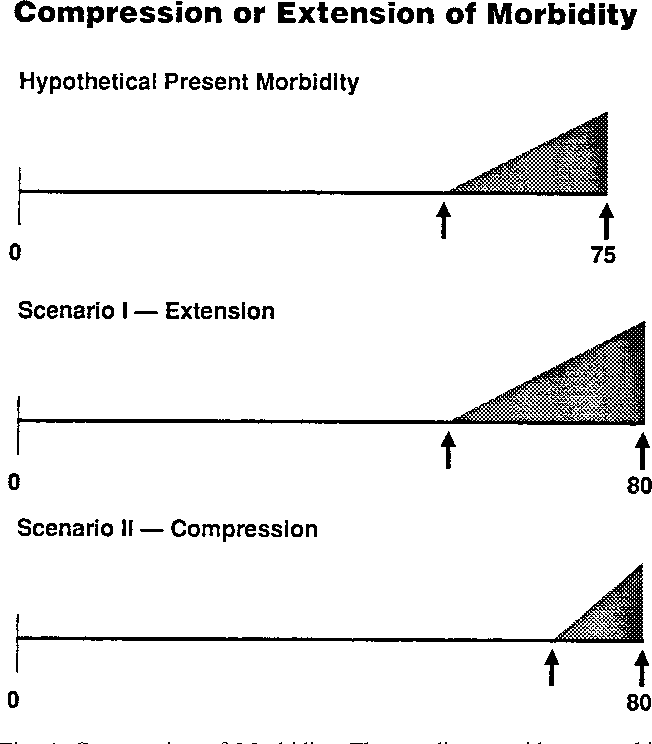 Compression or Extension of Morbidity
Hypothetical Present Morbidity
0
75
Scenario I — Extension
0
80
Scenario II — Compression
0
80